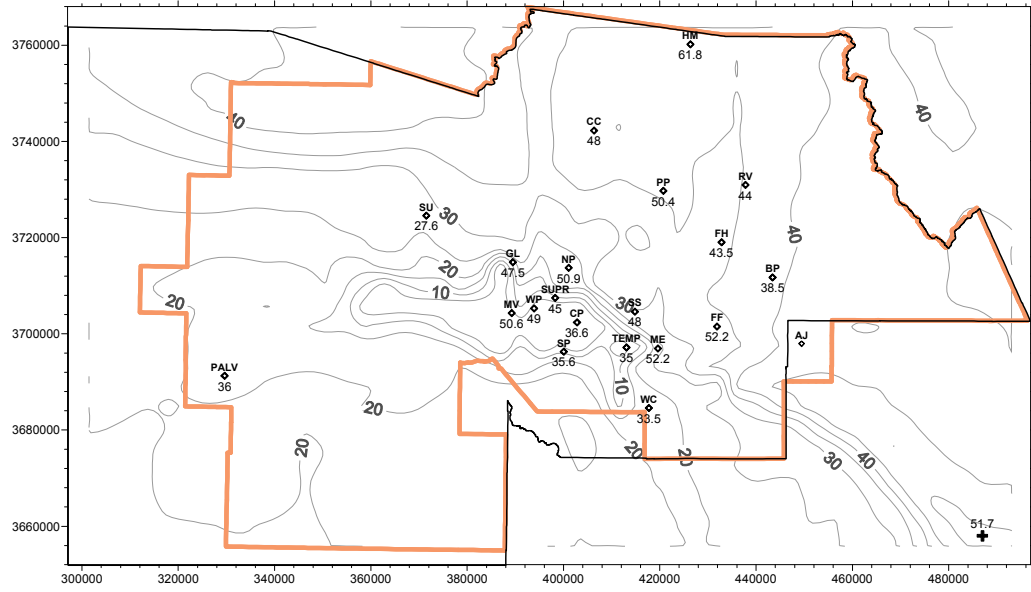 3760000
HM
61.8
40
40
CC
48
3740000
PP
50.4
RV
44
SU
27.6
30
3720000
FH
43.5
40
GL
47.5
NP
50.9
20
BP
38.5
10
20
SUPR
45
WP
49
MV
50.6
30
SS
48
CP
36.6
FF
52.2
3700000
TEMP
35
ME
52.2
AJ
SP
35.6
PALV
36
10
20
WC
33.5
3680000
20
20
20
30
40
3660000
51.7
300000 320000 340000 360000 380000 400000 420000 440000 460000 480000